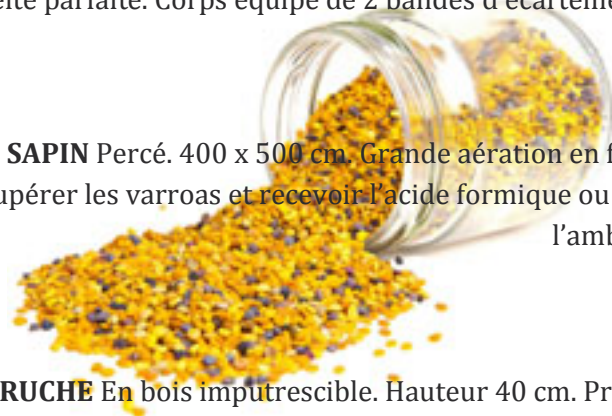 parfaite. Corps équipé de 2 bandes d'écarteme
SAPIN Percé. 400 x 500 cm. Grande aération en f
upérer les varroas et recevoir l'acide formique ou
l'amb
RUCHE En bois imputrescible. Hauteur 40 cm. Pr